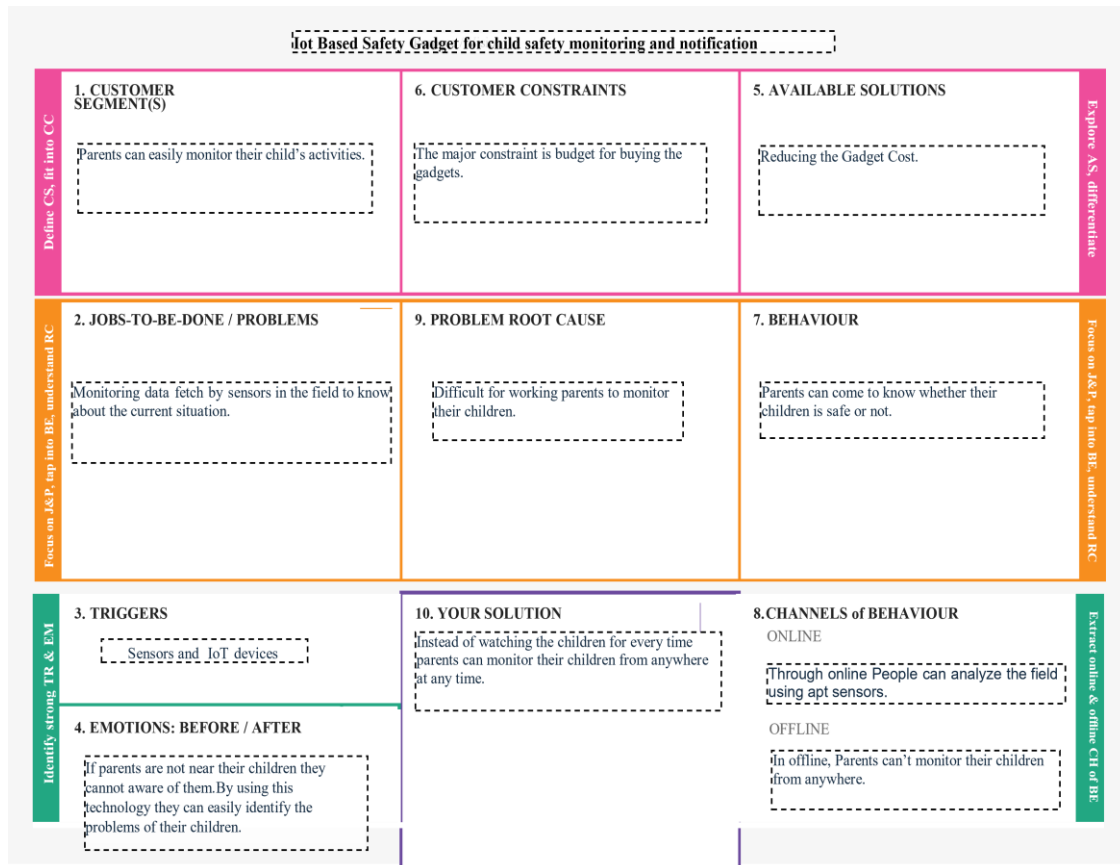 Iot Based Safety Gadget for child safety monitoring and notification
Define CS, fit into CC
1. CUSTOMER
SEGMENT(S)
Parents can easily monitor their child's activities.
6. CUSTOMER CONSTRAINTS
The major constraint is budget for buying the
gadgets.
5. AVAILABLE SOLUTIONS
Reducing the Gadget Cost.
Explore AS, differentiate
Focus on J&P, tap into BE, understand RC
2. JOBS-TO-BE-DONE / PROBLEMS
Monitoring data fetch by sensors in the field to know
about the current situation.
9. PROBLEM ROOT CAUSE
Difficult for working parents to monitor
their children.
7. BEHAVIOUR
Parents can come to know whether their
children is safe or not.
Focus on J&P, tap into BE, understand RC
Identify strong TR & EM
3. TRIGGERS
Sensors and IoT devices
4. EMOTIONS: BEFORE / AFTER
If parents are not near their children they
cannot aware of them.By using this
technology they can easily identify the
problems of their children.
10. YOUR SOLUTION
Instead of watching the children for every time
parents can monitor their children from anywhere
at any time.
8.CHANNELS of BEHAVIOUR
ONLINE
Through online People can analyze the field
using apt sensors.
OFFLINE
In offline, Parents can't monitor their children
from anywhere.
Extract online & offline CH of BE